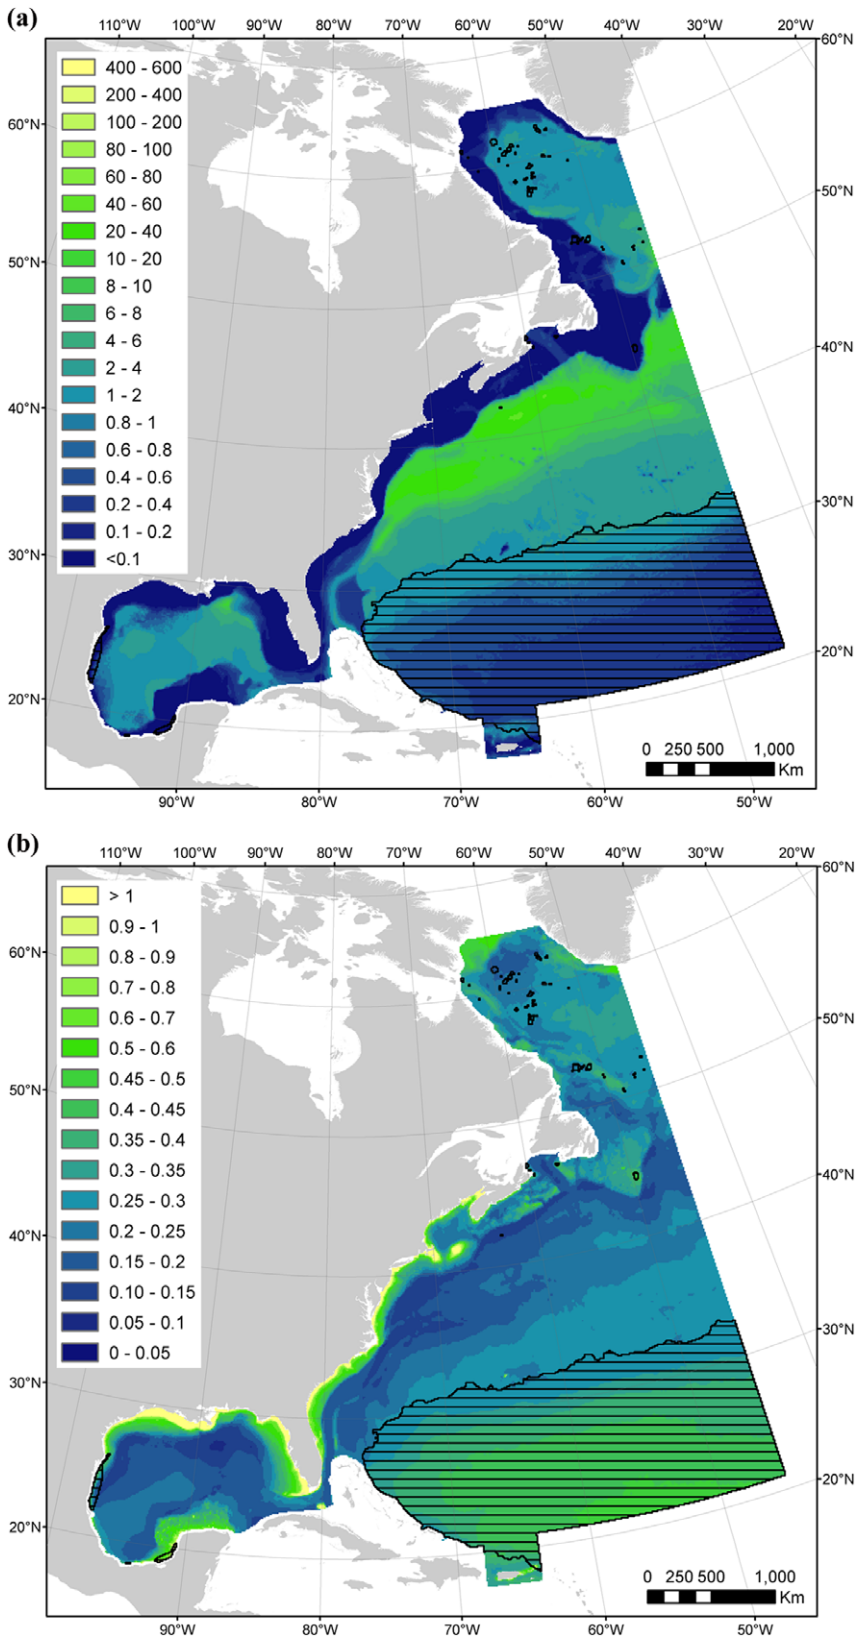 (a)
110°W 100°W 90°W 80°W 70°W 60°W 50°W 40°W 30°W 20°W
60°N
400 - 600
200 - 400
100 - 200
60°N
80 - 100
60 - 80
50°N
40 - 60
20 - 40
10 - 20
50°N
8 - 10
6 - 8
4 - 6
40°N
2 - 4
1 - 2
40°N
0.8 - 1
0.6 - 0.8
0.4 - 0.6
30°N
0.2 - 0.4
0.1 - 0.2
30°N
<0.1
20°N
20°N
0 250 500 1,000
Km
90°W 80°W 70°W 60°W 50°W
(b)
110°W 100°W 90°W 80°W 70°W 60°W 50°W 40°W 30°W 20°W
60°N
> 1
0.9 - 1
60°N
0.8 - 0.9
0.7 - 0.8
0.6 - 0.7
50°N
0.5 - 0.6
0.45 - 0.5
50°N
0.4 - 0.45
0.35 - 0.4
0.3 - 0.35
40°N
0.25 - 0.3
0.2 - 0.25
40°N
0.15 - 0.2
0.10 - 0.15
0.05 - 0.1
30°N
0 - 0.05
30°N
20°N
20°N
0 250 500 1,000
Km
90°W 80°W 70°W 60°W 50°W